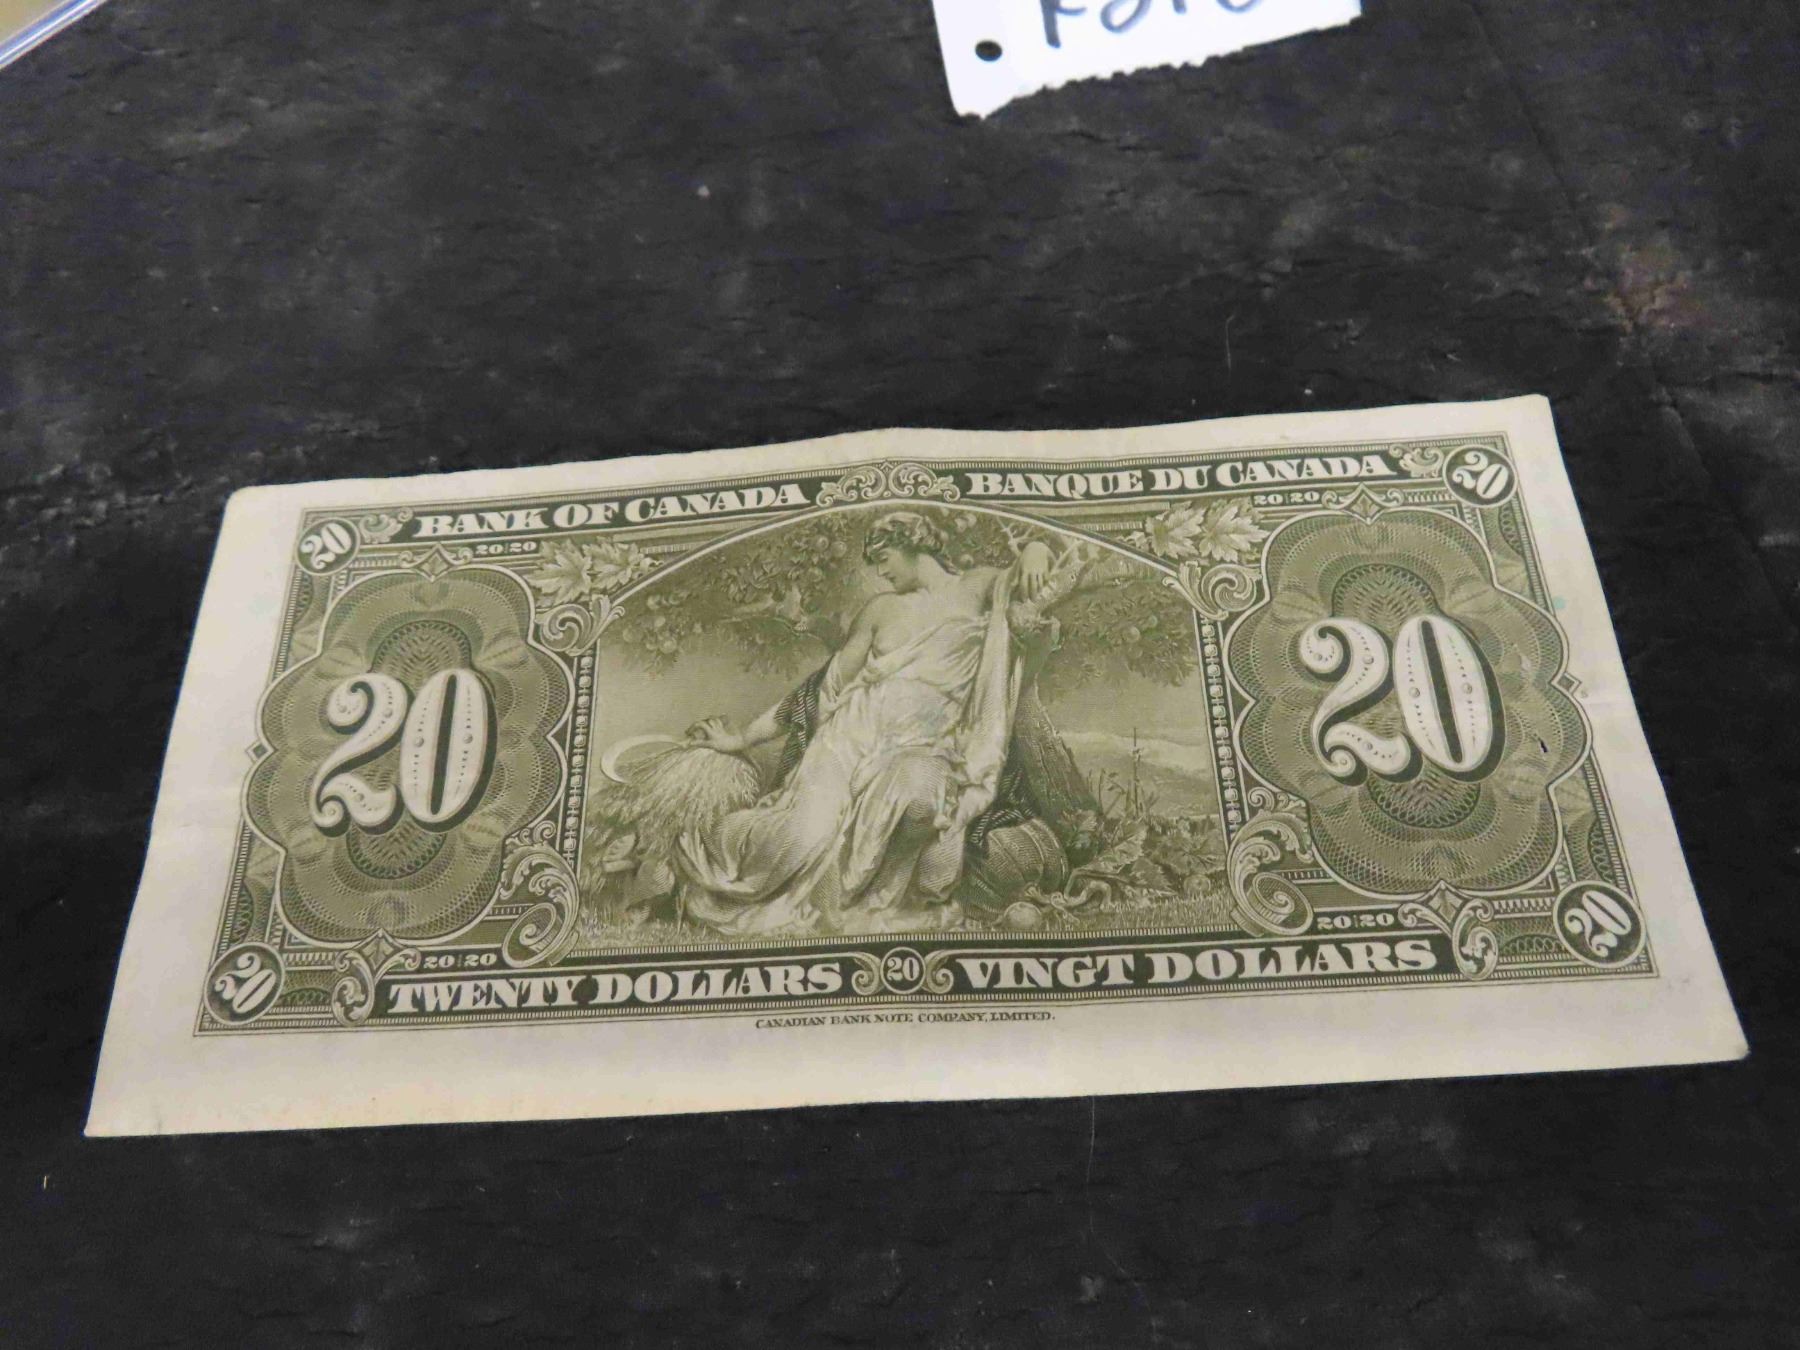 20 BANK OF CANADA BANQUE DU CANADA 20
20 20 20 20
20 20
20 20 20 20
20 TWENTY DOLLARS 20 VINGT DOLLARS 20
CANADIAN BANK NOTE COMPANY, LIMITED.